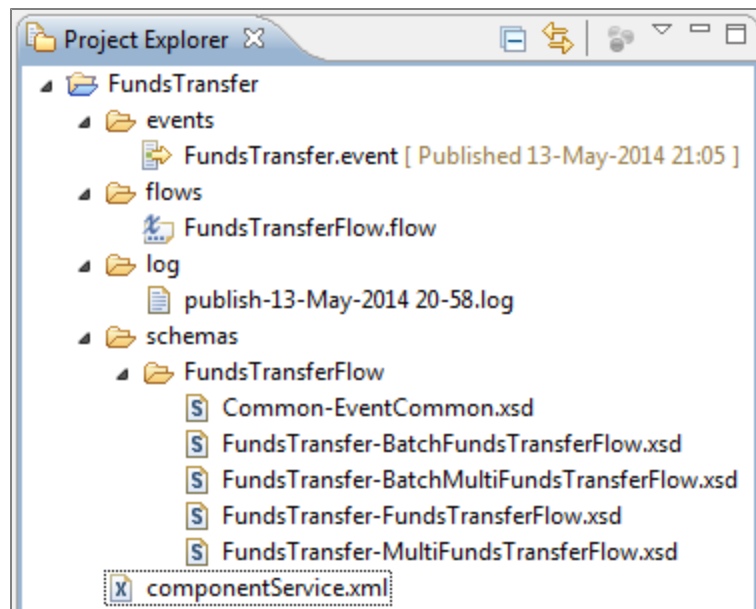 Project Explorer
FundsTransfer
events
FundsTransfer.event [ Published 13-May-2014 21:05 ]
flows
FundsTransferFlow.flow
log
publish-13-May-2014 20-58.log
schemas
FundsTransferFlow
Common-EventCommon.xsd
FundsTransfer-BatchFundsTransferFlow.xsd
FundsTransfer-BatchMultiFundsTransferFlow.xsd
FundsTransfer-FundsTransferFlow.xsd
FundsTransfer-MultiFundsTransferFlow.xsd
componentService.xml